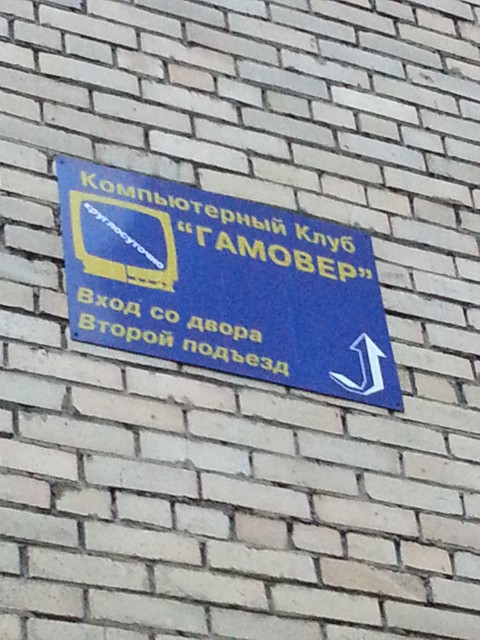 Компьютерный Клуб
круглосуточно
"ГАМОВЕР"
Вход со двора
Второй подъезд